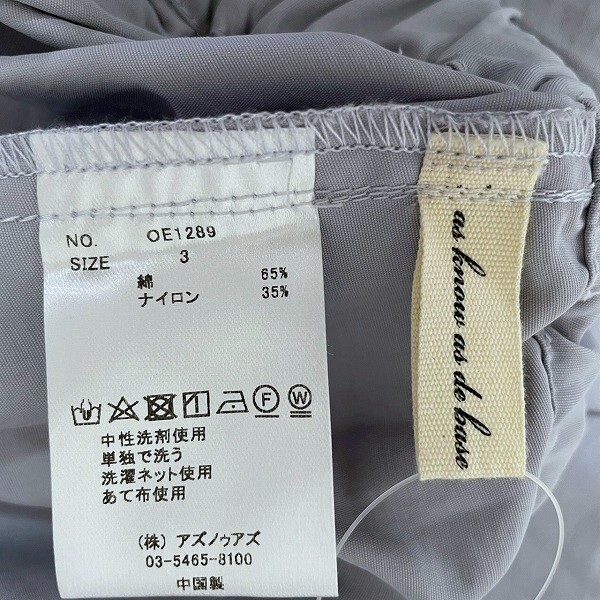 NO. OE1289
SIZE 3
綿 65%
ナイロン 35%
F W
中性洗剤使用
単独で洗う
洗濯ネット使用
あて布使用
(株) アズノゥアズ
03-5465-8100
中国製
as know as de base